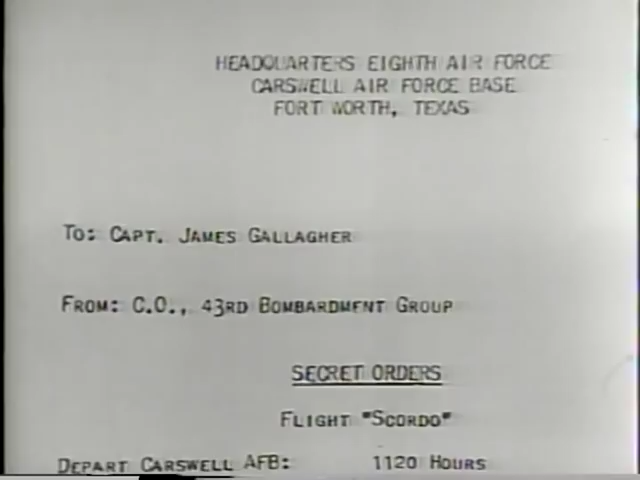 HEADQUARTERS EIGHTH AIR FORCE
CARSWELL AIR FORCE BASE
FORT WORTH, TEXAS
TO: CAPT. JAMES GALLAGHER
FROM: C.O., 43RD BOMBARDMENT GROUP
SECRET ORDERS
FLIGHT "SCORDO"
DEPART CARSWELL AFB: 1120 HOURS